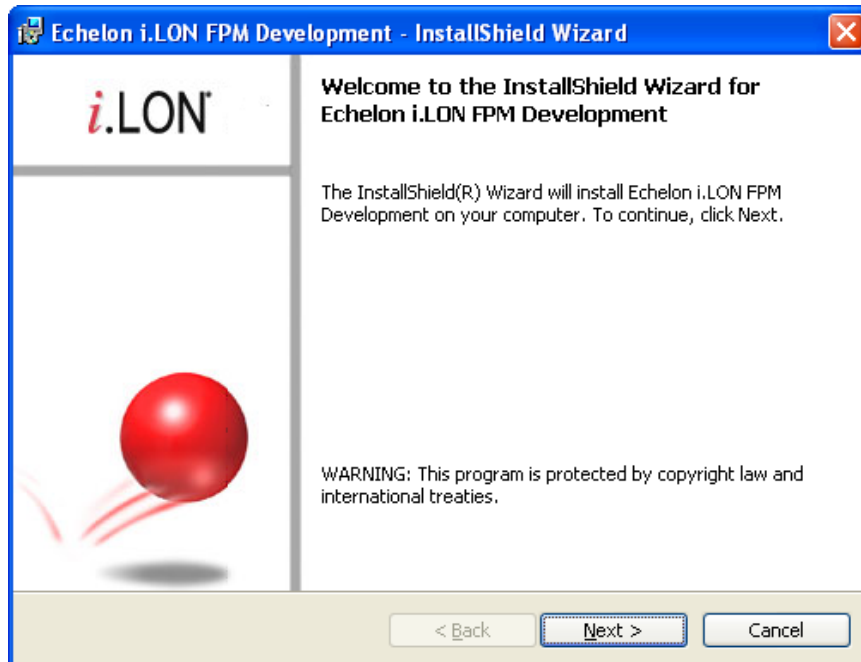 Echelon i.LON FPM Development - InstallShield Wizard
i.LON®
Welcome to the InstallShield Wizard for
Echelon i.LON FPM Development
The InstallShield(R) Wizard will install Echelon i.LON FPM
Development on your computer. To continue, click Next.
WARNING: This program is protected by copyright law and
international treaties.
< Back
Next >
Cancel